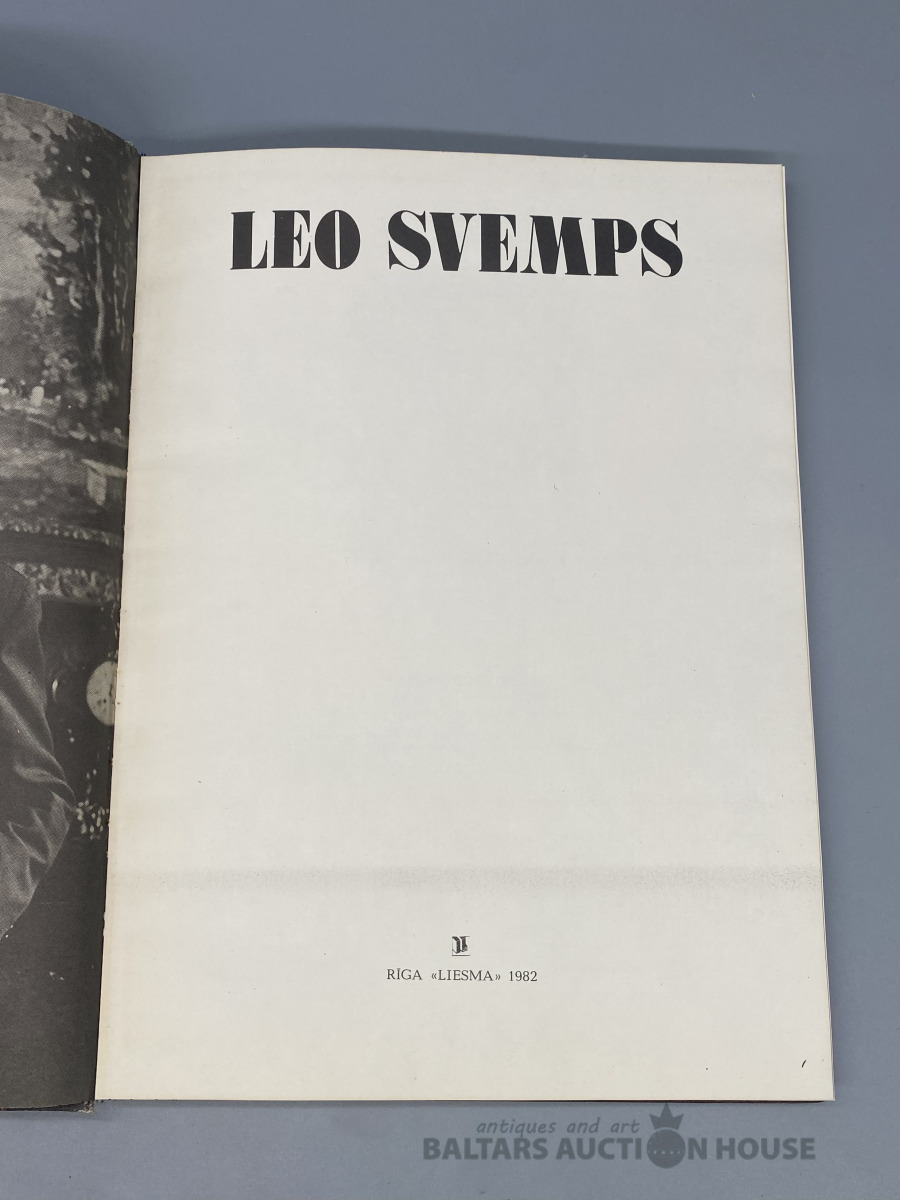 LEO SVEMPS
RĪGA «LIESMA» 1982
antiques and art
BALTARS AUCTION HOUSE